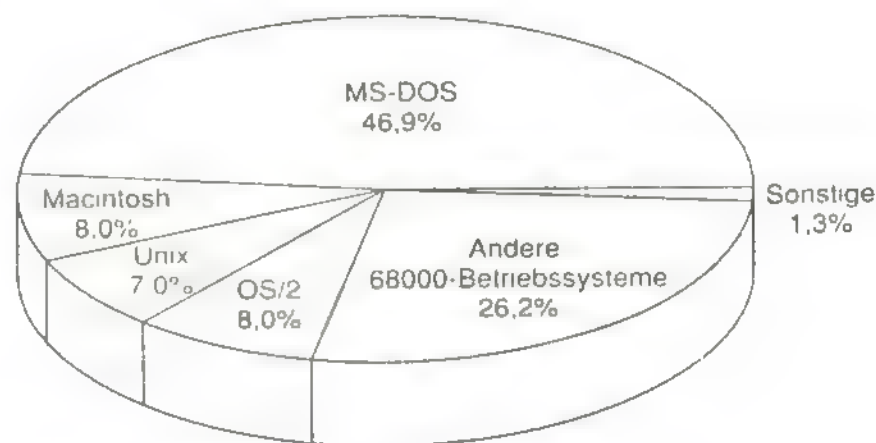 MS-DOS
46,9%
Macintosh
8,0%
Unix
7,0%
OS/2
8,0%
Andere
68000-Betriebssysteme
26,2%
Sonstige
1,3%